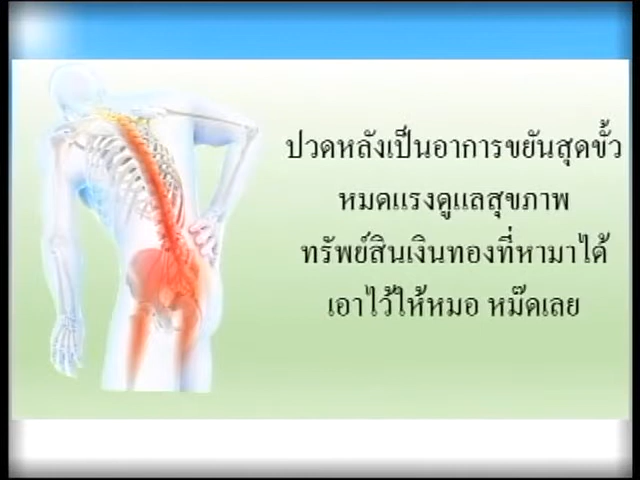 ปวดหลังเป็นอาการขยันสุดขั้ว
หมดแรงดูแลสุขภาพ
ทรัพย์สินเงินทองที่หามาได้
เอาไว้ให้หมอ หม๊ดเลย